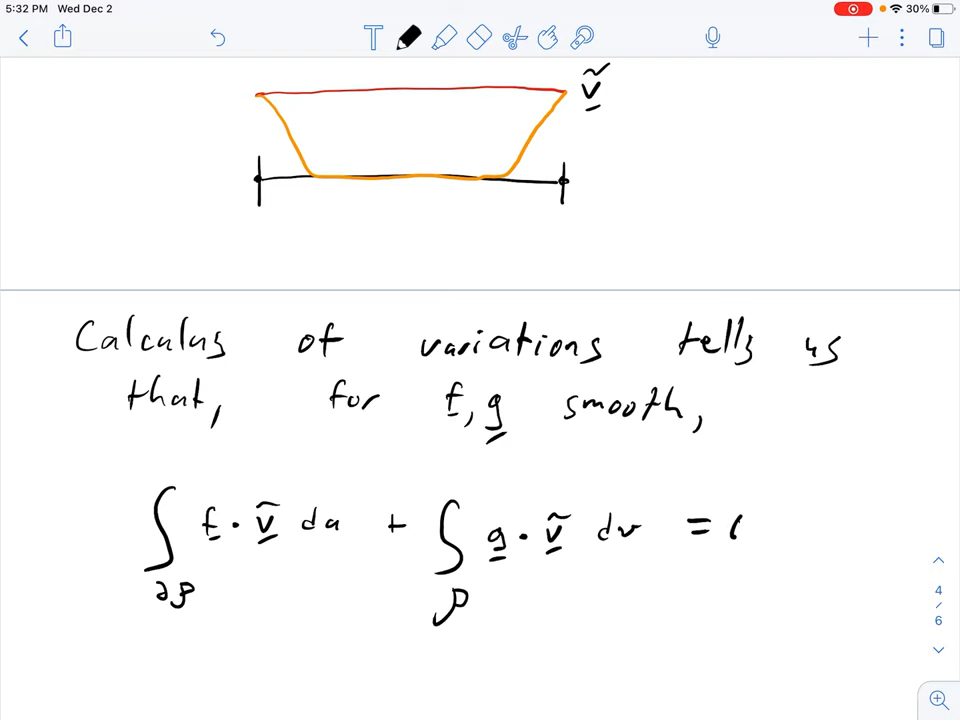 5:32 PM Wed Dec 2
30%
T
ṽ
Calculus of variations tells us
that, for f, g smooth,
∫ f · ṽ da + ∫ g · ṽ dv = 
∂P P
4
/
6